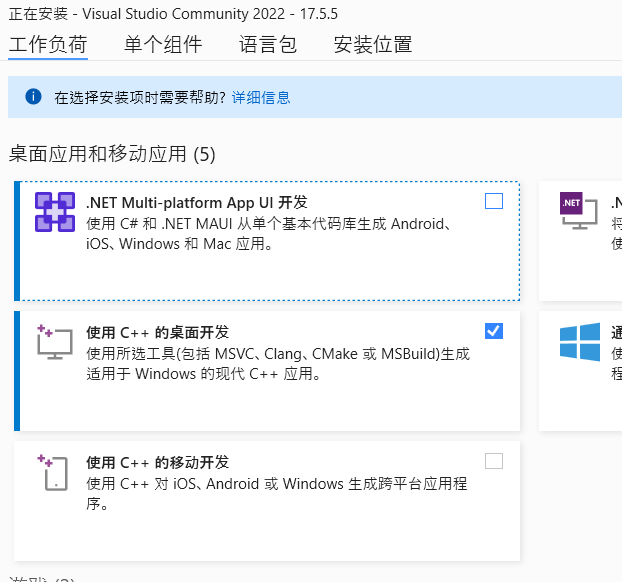 正在安装 - Visual Studio Community 2022 - 17.5.5
工作负荷 单个组件 语言包 安装位置
在选择安装项时需要帮助? 详细信息
桌面应用和移动应用 (5)
.NET Multi-platform App UI 开发
使用 C# 和 .NET MAUI 从单个基本代码库生成 Android、
iOS、Windows 和 Mac 应用。
.NET
使用 C++ 的桌面开发
使用所选工具(包括 MSVC、Clang、CMake 或 MSBuild)生成
适用于 Windows 的现代 C++ 应用。
使用 C++ 的移动开发
使用 C++ 对 iOS、Android 或 Windows 生成跨平台应用程
序。